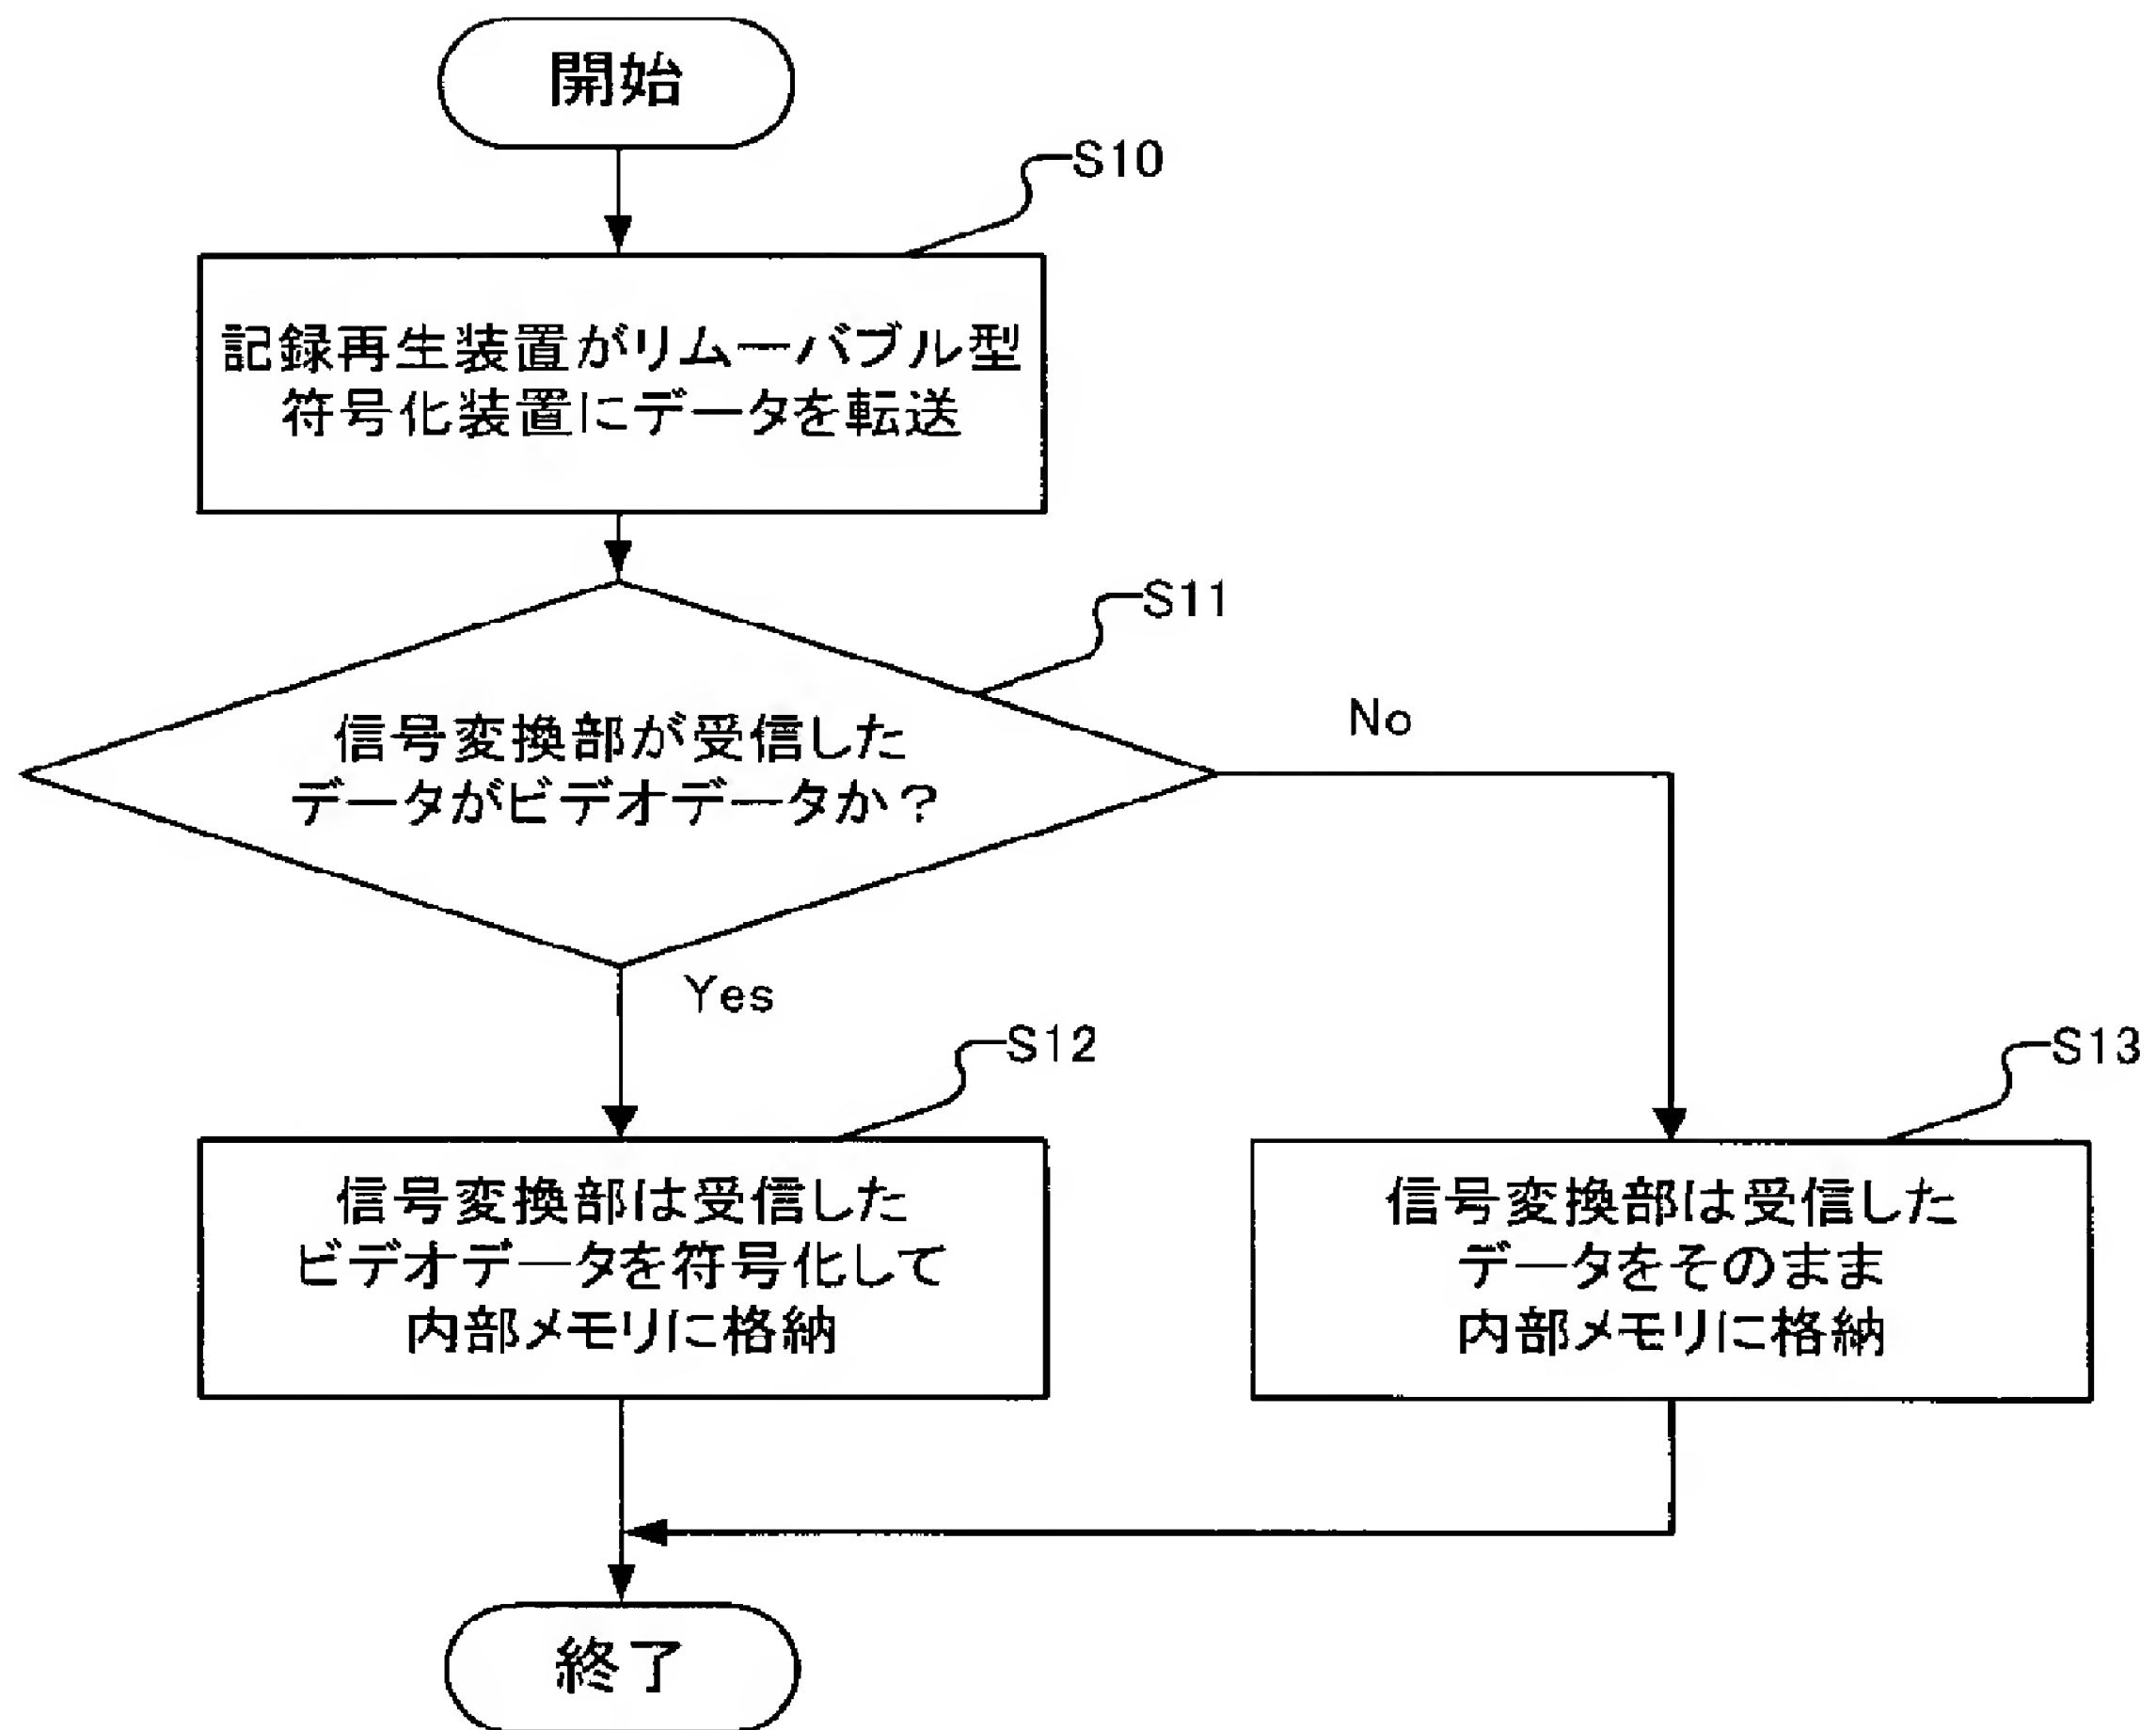 開始
S10
記録再生装置がリムーバブル型
符号化装置にデータを転送
S11
信号変換部が受信した
データがビデオデータか？
No
Yes
S12
信号変換部は受信した
ビデオデータを符号化して
内部メモリに格納
S13
信号変換部は受信した
データをそのまま
内部メモリに格納
終了